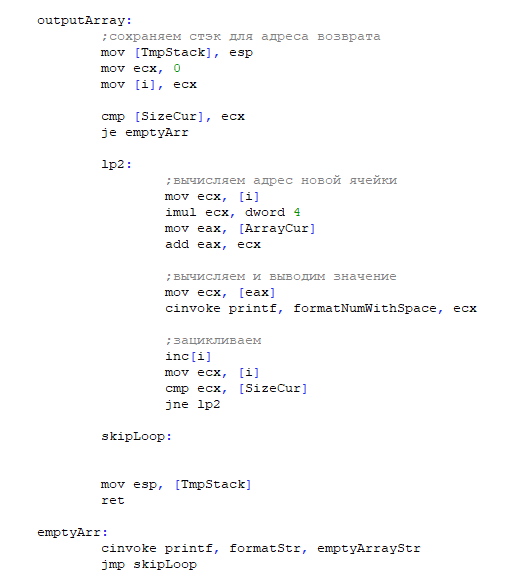 outputArray:
;сохраняем стэк для адреса возврата
mov [TmpStack], esp
mov ecx, 0
mov [i], ecx
cmp [SizeCur], ecx
je emptyArr
lp2:
;вычисляем адрес новой ячейки
mov ecx, [i]
imul ecx, dword 4
mov eax, [ArrayCur]
add eax, ecx
;вычисляем и выводим значение
mov ecx, [eax]
cinvoke printf, formatNumWithSpace, ecx
;зацикливаем
inc[i]
mov ecx, [i]
cmp ecx, [SizeCur]
jne lp2
skipLoop:
mov esp, [TmpStack]
ret
emptyArr:
cinvoke printf, formatStr, emptyArrayStr
jmp skipLoop